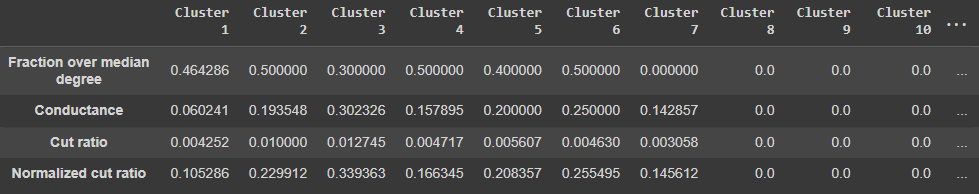 Cluster 1 Cluster 2 Cluster 3 Cluster 4 Cluster 5 Cluster 6 Cluster 7 Cluster 8 Cluster 9 Cluster 10 ...
Fraction over median degree 0.464286 0.500000 0.300000 0.500000 0.400000 0.500000 0.000000 0.0 0.0 0.0 ...
Conductance 0.060241 0.193548 0.302326 0.157895 0.200000 0.250000 0.142857 0.0 0.0 0.0 ...
Cut ratio 0.004252 0.010000 0.012745 0.004717 0.005607 0.004630 0.003058 0.0 0.0 0.0 ...
Normalized cut ratio 0.105286 0.229912 0.339363 0.166345 0.208357 0.255495 0.145612 0.0 0.0 0.0 ...